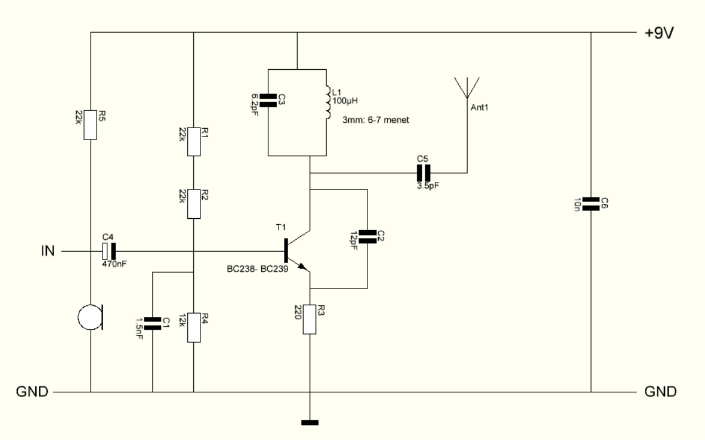 +9V
R5
22k
R1
22k
R2
22k
C3
6.2pF
L1
100µH
3mm: 6-7 menet
Ant1
C5
3.5pF
C6
10n
T1
BC238- BC239
C2
12pF
IN
C4
470nF
C1
1.5nF
R4
12k
R3
220
GND
GND